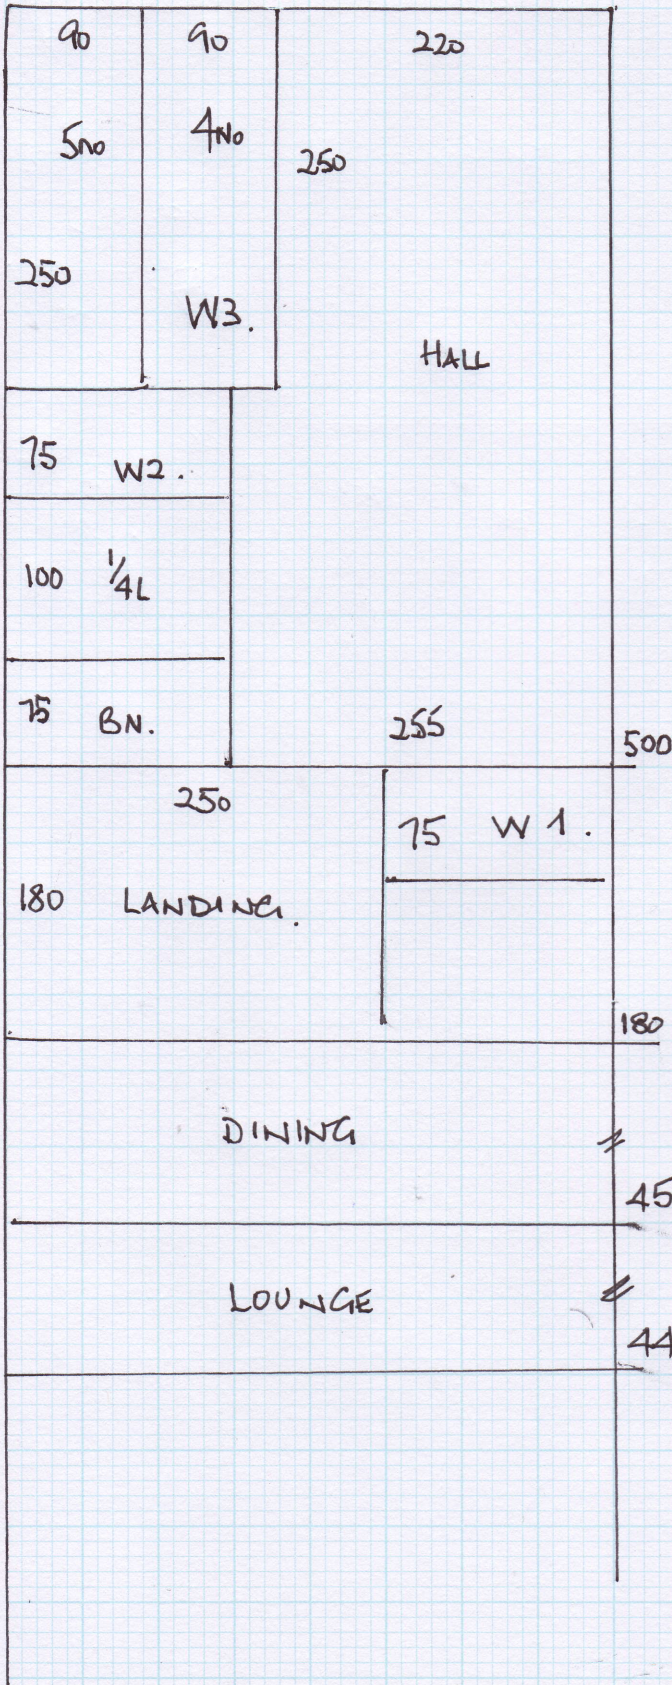 90 90 220
5no 4No
250
250
W3.
HALL
75 W2.
100 1/4L
75 BN.
255
500
250
75 W1.
180 LANDING.
180
DINING
45
LOUNGE
44